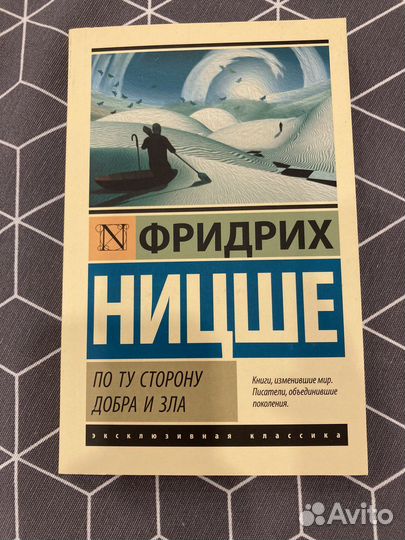 N ФРИДРИХ
НИЦШЕ
ПО ТУ СТОРОНУ
ДОБРА И ЗЛА
Книги, изменившие мир.
Писатели, объединившие
поколения.
эксклюзивная классика
Avito